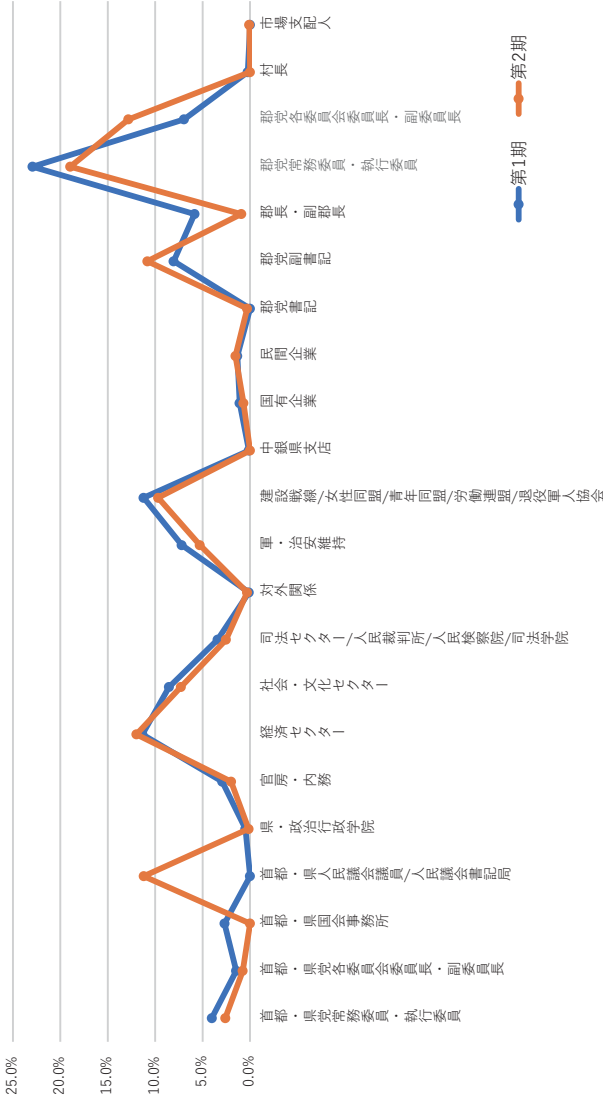 市場支配人
村長
郡党各委員会委員長・副委員長
郡党常務委員・執行委員
郡長・副郡長
郡党副書記
郡党書記
民間企業
国有企業
中銀県支店
建設戦線/女性同盟/青年同盟/労働連盟/退役軍人協会
軍・治安維持
対外関係
司法セクター/人民裁判所/人民検察院/司法学院
社会・文化セクター
経済セクター
官房・内務
県・政治行政学院
首都・県人民議会議員/人民議会書記局
首都・県国会事務所
首都・県党各委員会委員長・副委員長
首都・県党常務委員・執行委員
第2期
第1期
25.0%
20.0%
15.0%
10.0%
5.0%
0.0%